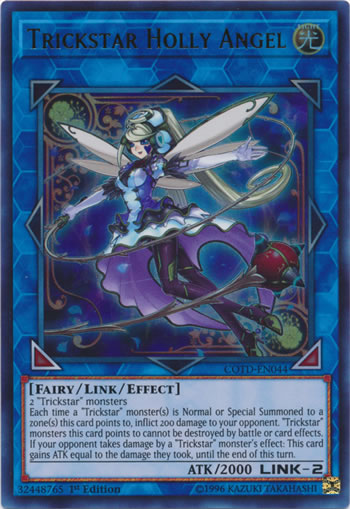 TRICKSTAR HOLLY ANGEL
LIGHT
光
COTD-EN044
[FAIRY/LINK/EFFECT]
2 "Trickstar" monsters
Each time a "Trickstar" monster(s) is Normal or Special Summoned to a
zone(s) this card points to, inflict 200 damage to your opponent. "Trickstar"
monsters this card points to cannot be destroyed by battle or card effects.
If your opponent takes damage by a "Trickstar" monster's effect: This card
gains ATK equal to the damage they took, until the end of this turn.
ATK/2000 LINK-2
32448765 1st Edition ©1996 KAZUKI TAKAHASHI